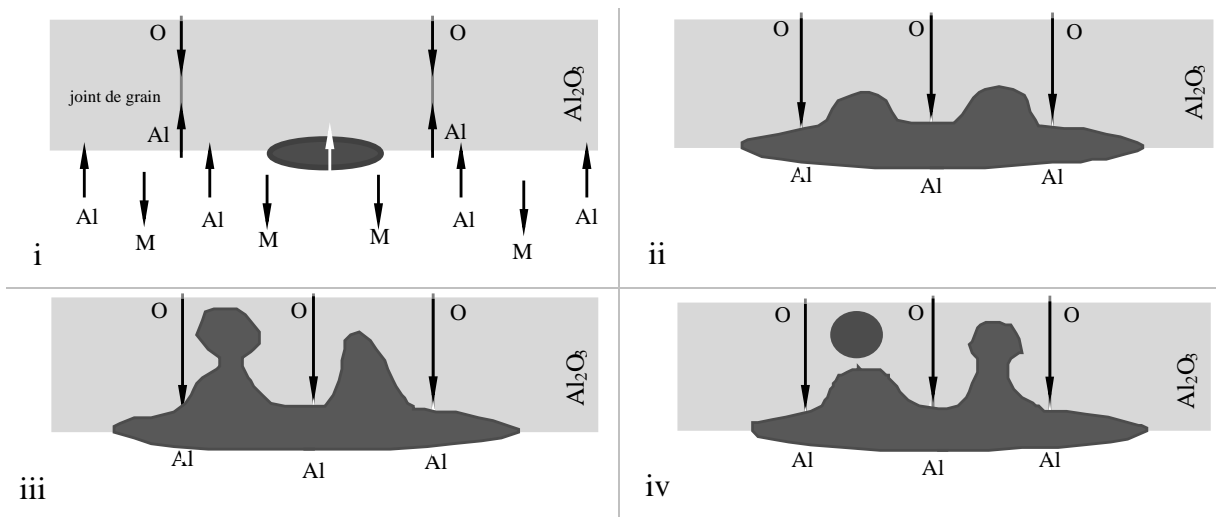 O O
joint de grain
Al₂O₃
Al Al
Al Al Al Al
M M M M
i
O O O
Al₂O₃
Al Al Al
ii
O O O
Al₂O₃
Al Al Al
iii
O O O
Al₂O₃
Al Al Al
iv